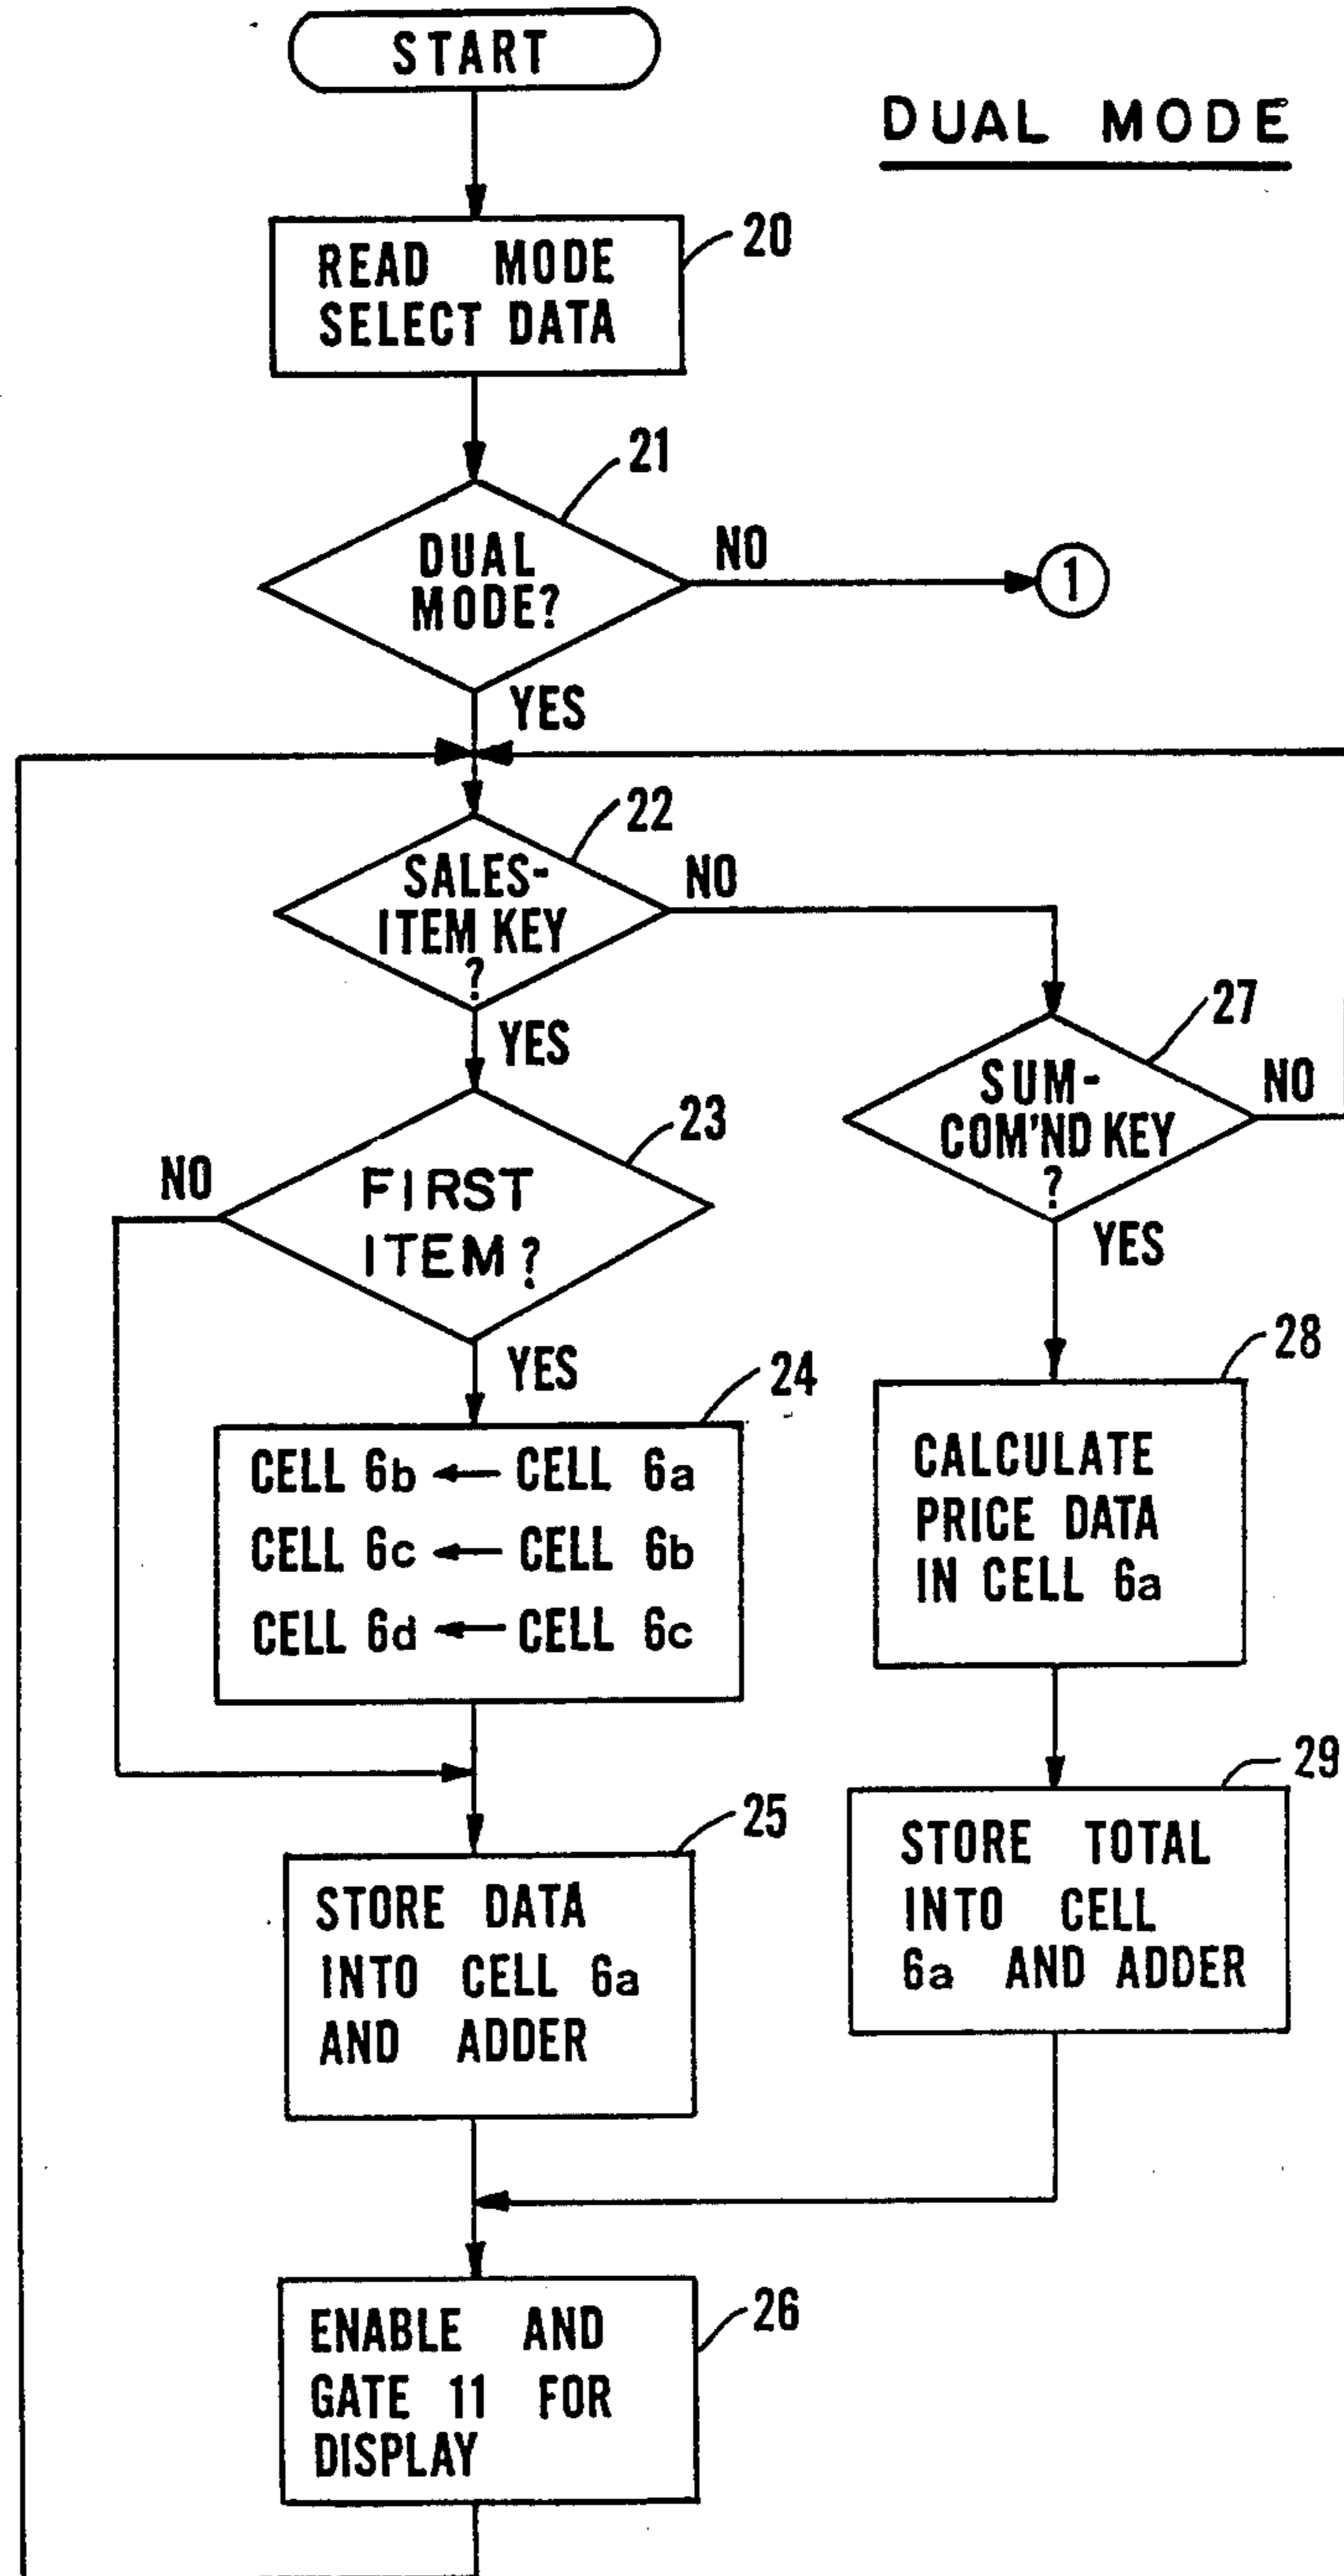 START
DUAL MODE
READ MODE
SELECT DATA
20
DUAL
MODE?
21
NO
1
YES
SALES-
ITEM KEY
?
22
NO
YES
SUM-
COM'ND KEY
?
27
NO
YES
FIRST
ITEM?
23
NO
YES
CELL 6b ← CELL 6a
CELL 6c ← CELL 6b
CELL 6d ← CELL 6c
24
CALCULATE
PRICE DATA
IN CELL 6a
28
STORE DATA
INTO CELL 6a
AND ADDER
25
STORE TOTAL
INTO CELL
6a AND ADDER
29
ENABLE AND
GATE 11 FOR
DISPLAY
26